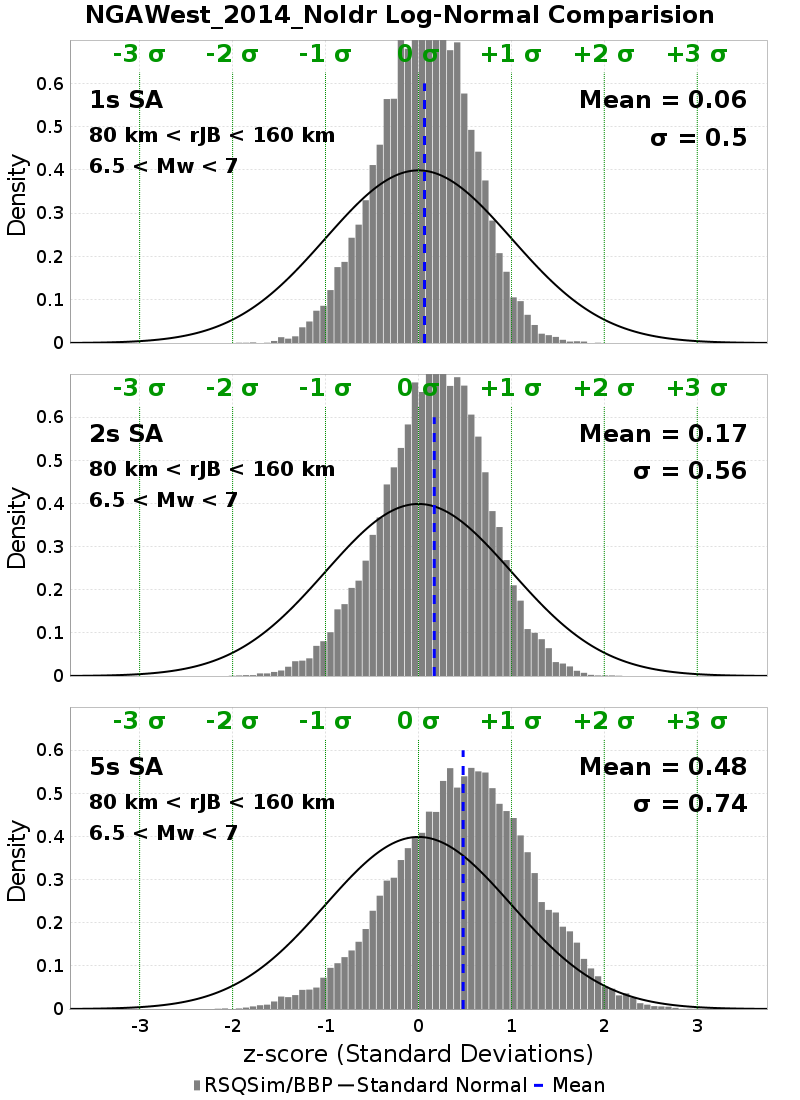 NGAWest_2014_NoIdr Log-Normal Comparision
-3 σ -2 σ -1 σ 0 σ +1 σ +2 σ +3 σ
1s SA
Mean = 0.06
80 km < rJB < 160 km
σ = 0.5
6.5 < Mw < 7
Density
0.6
0.5
0.4
0.3
0.2
0.1
0
-3 σ -2 σ -1 σ 0 σ +1 σ +2 σ +3 σ
2s SA
Mean = 0.17
80 km < rJB < 160 km
σ = 0.56
6.5 < Mw < 7
Density
0.6
0.5
0.4
0.3
0.2
0.1
0
-3 σ -2 σ -1 σ 0 σ +1 σ +2 σ +3 σ
5s SA
Mean = 0.48
80 km < rJB < 160 km
σ = 0.74
6.5 < Mw < 7
Density
0.6
0.5
0.4
0.3
0.2
0.1
0
-3 -2 -1 0 1 2 3
z-score (Standard Deviations)
RSQSim/BBP Standard Normal Mean